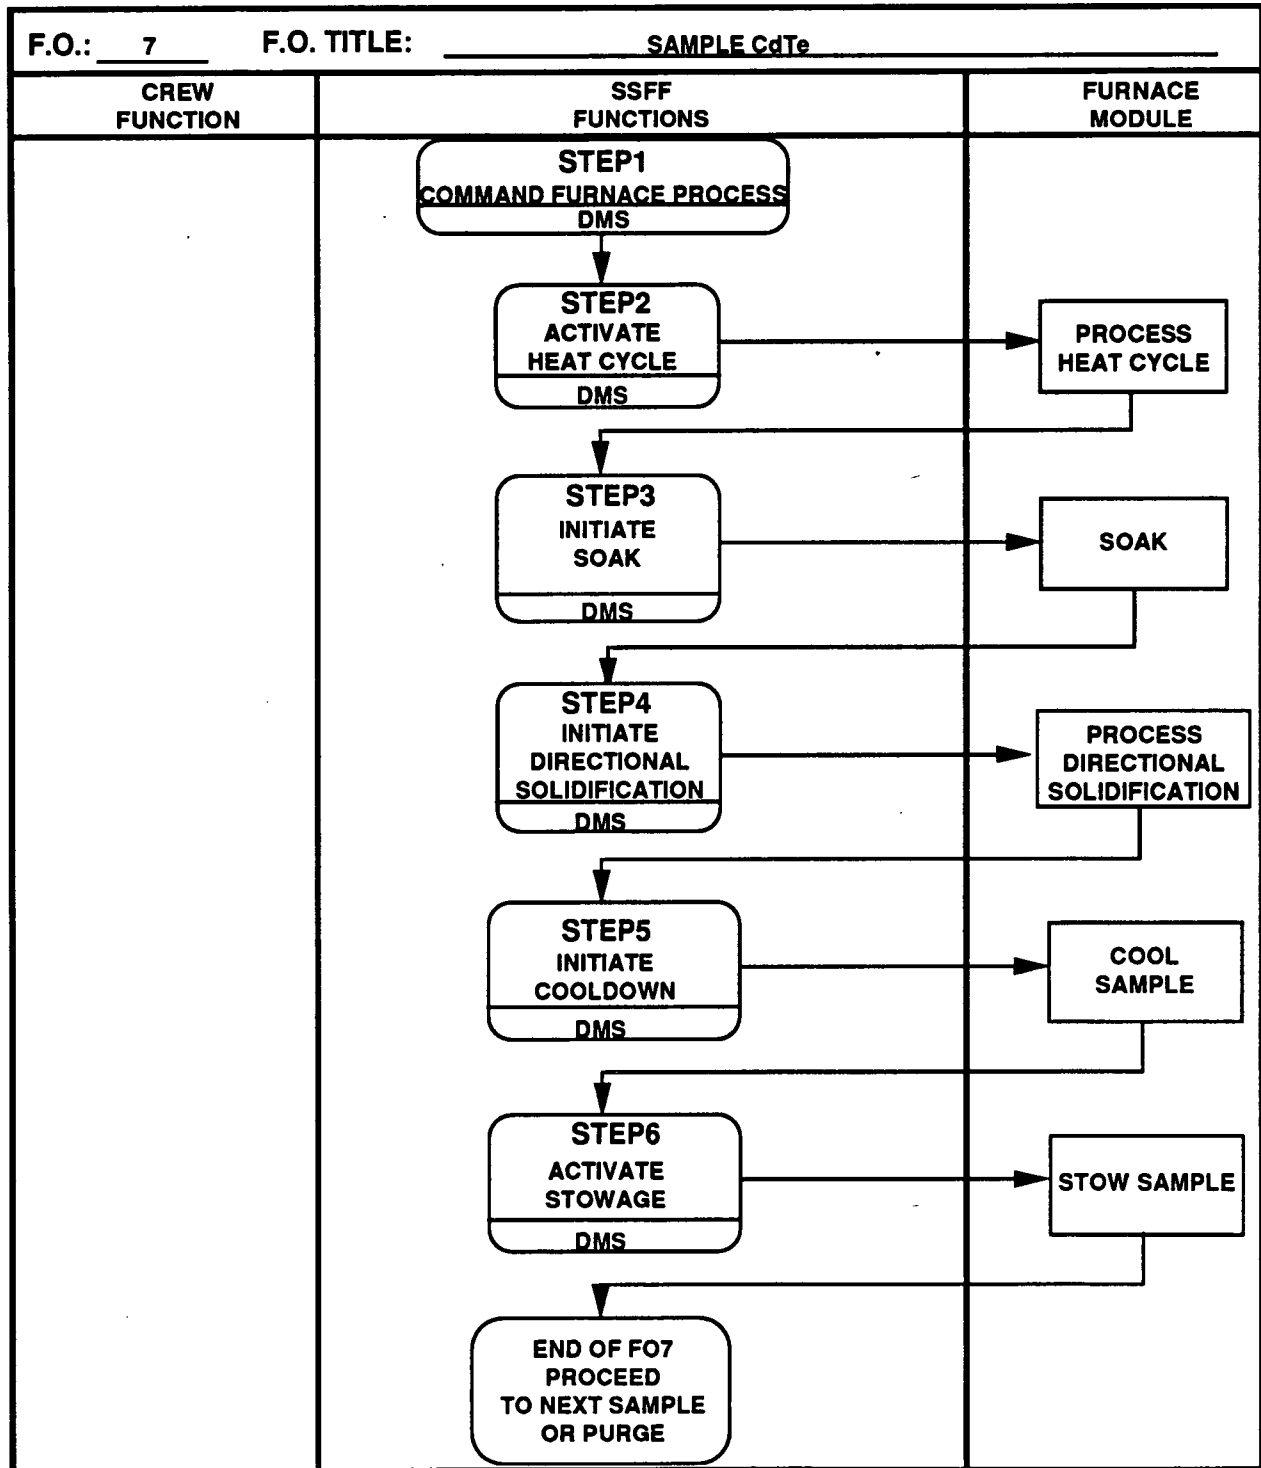 F.O.: 7 F.O. TITLE: SAMPLE CdTe
CREW
FUNCTION
SSFF
FUNCTIONS
FURNACE
MODULE
STEP1
COMMAND FURNACE PROCESS
DMS
STEP2
ACTIVATE
HEAT CYCLE
DMS
PROCESS
HEAT CYCLE
STEP3
INITIATE
SOAK
DMS
SOAK
STEP4
INITIATE
DIRECTIONAL
SOLIDIFICATION
DMS
PROCESS
DIRECTIONAL
SOLIDIFICATION
STEP5
INITIATE
COOLDOWN
DMS
COOL
SAMPLE
STEP6
ACTIVATE
STOWAGE
DMS
STOW SAMPLE
END OF FO7
PROCEED
TO NEXT SAMPLE
OR PURGE